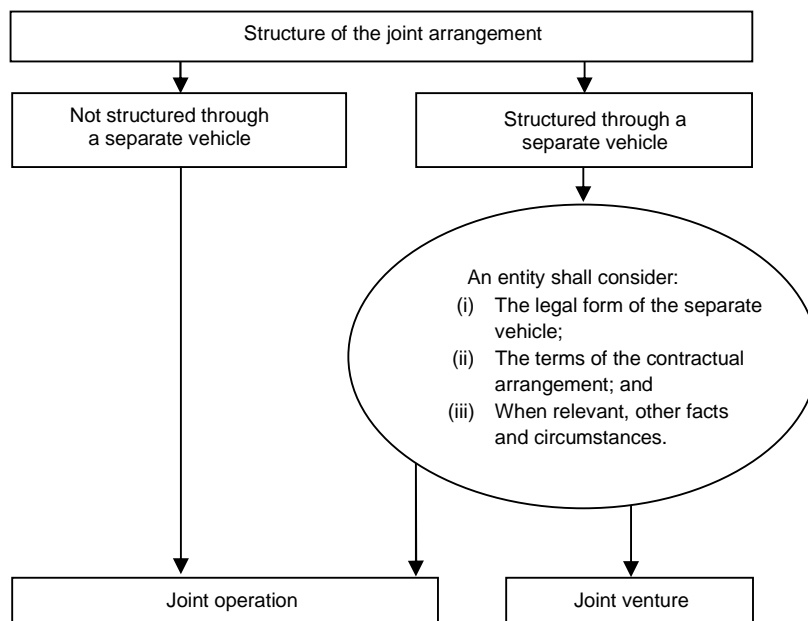 Structure of the joint arrangement
Not structured through
a separate vehicle
Structured through a
separate vehicle
An entity shall consider:
(i) The legal form of the separate
vehicle;
(ii) The terms of the contractual
arrangement; and
(iii) When relevant, other facts
and circumstances.
Joint operation
Joint venture